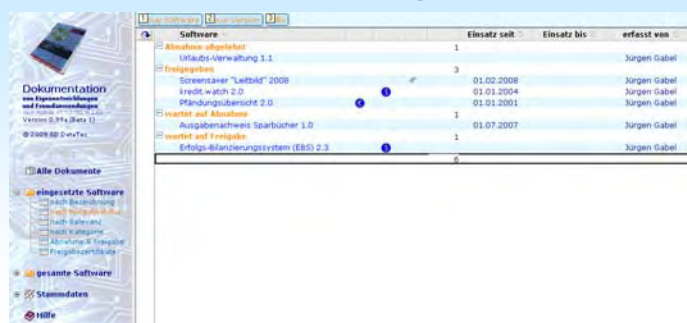 Software
Einsatz seit
Einsatz bis
erfasst von
Abnahme abgelehnt 1
Urlaubs-Verwaltung 1.1 Jürgen Gabel
freigegeben 3
Screensaver "Leitbild" 2008 01.02.2008 Jürgen Gabel
kredit.watch 2.0 01.01.2004 Jürgen Gabel
Pfändungsübersicht 2.0 01.01.2001 Jürgen Gabel
wartet auf Abnahme 1
Ausgabenachweis Sparbücher 1.0 01.07.2007 Jürgen Gabel
wartet auf Freigabe 1
Erfolgs-Bilanzierungssystem (EBS) 2.3 Jürgen Gabel
6
Dokumentation
von Eigenentwicklungen
und Fremdanwendungen
Version 0.99a (Beta 1)
Alle Dokumente
eingesetzte Software
nach Bezeichnung
nach Relevanz
nach Kategorie
Abnahme & Freigabe
Freigabezertifikate
gesamte Software
Stammdaten
Hilfe